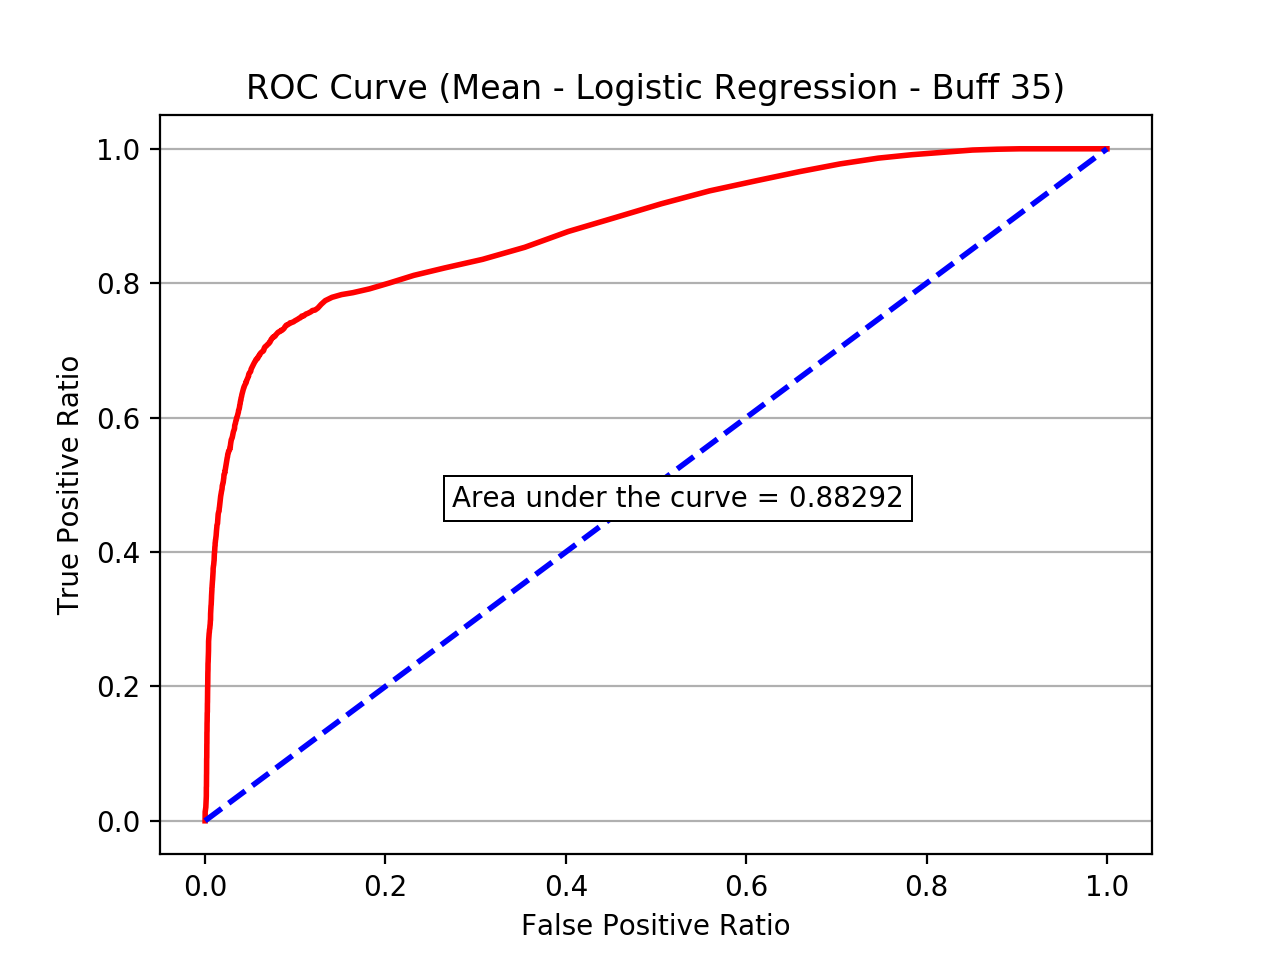 ROC Curve (Mean - Logistic Regression - Buff 35)
1.0
0.8
0.6
0.4
0.2
0.0
True Positive Ratio
Area under the curve = 0.88292
0.0 0.2 0.4 0.6 0.8 1.0
False Positive Ratio